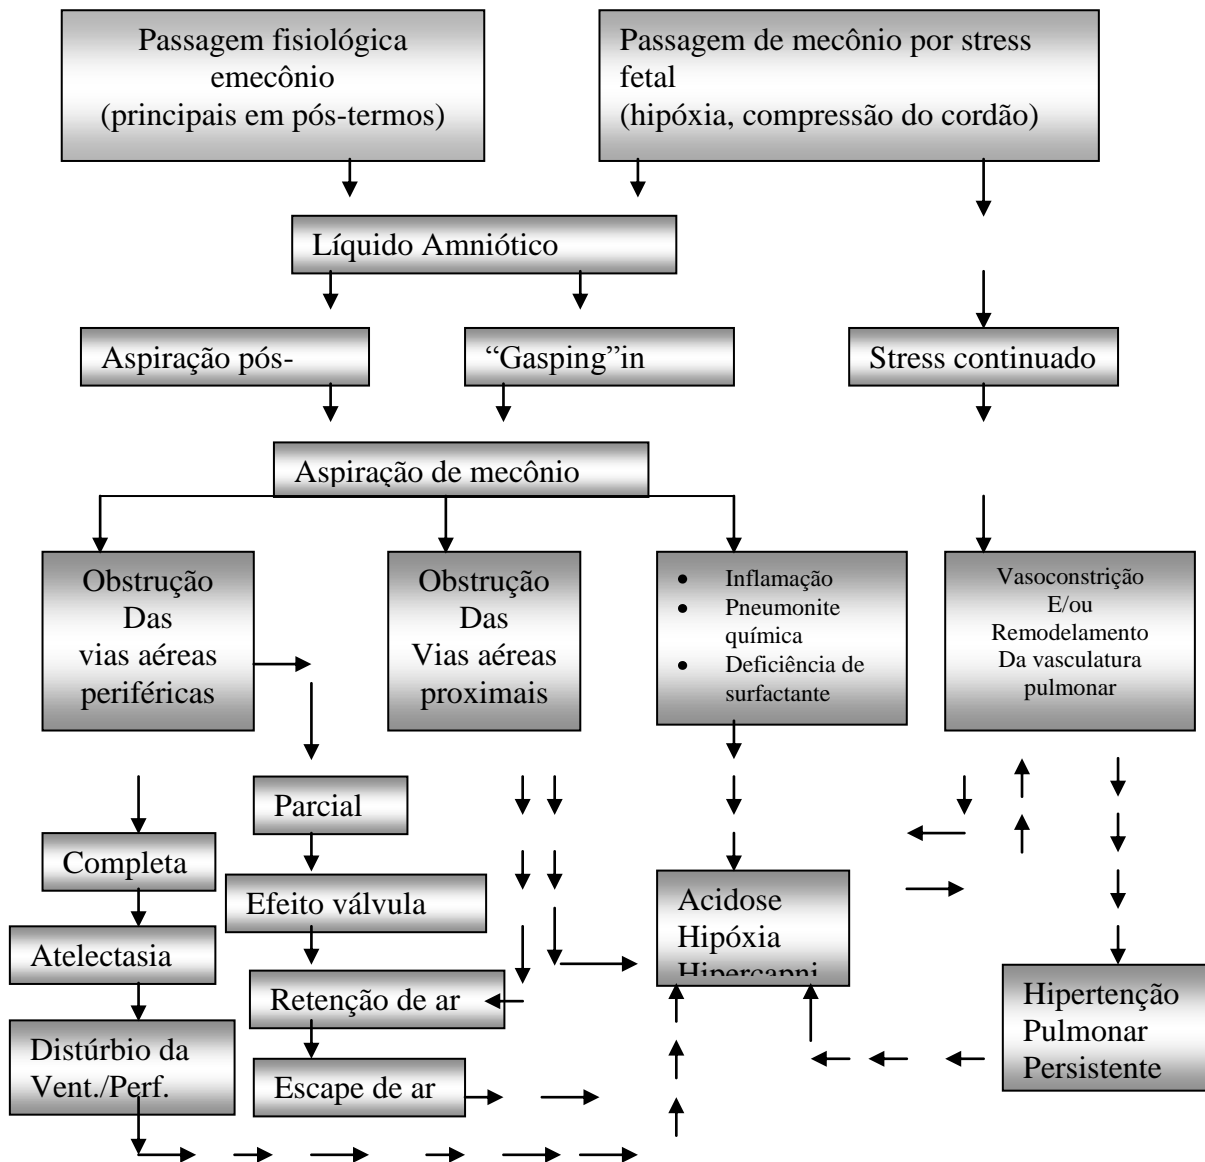 Passagem fisiológica
emecônio
(principais em pós-termos)
Passagem de mecônio por stress
fetal
(hipóxia, compressão do cordão)
Líquido Amniótico
Aspiração pós-
“Gasping”in
Stress continuado
Aspiração de mecônio
Obstrução
Das
vias aéreas
periféricas
Obstrução
Das
Vias aéreas
proximais
• Inflamação
• Pneumonite
química
• Deficiência de
surfactante
Vasoconstrição
E/ou
Remodelamento
Da vasculatura
pulmonar
Parcial
Completa
Efeito válvula
Atelectasia
Retenção de ar
Distúrbio da
Vent./Perf.
Escape de ar
Acidose
Hipóxia
Hipercapni
Hipertenção
Pulmonar
Persistente